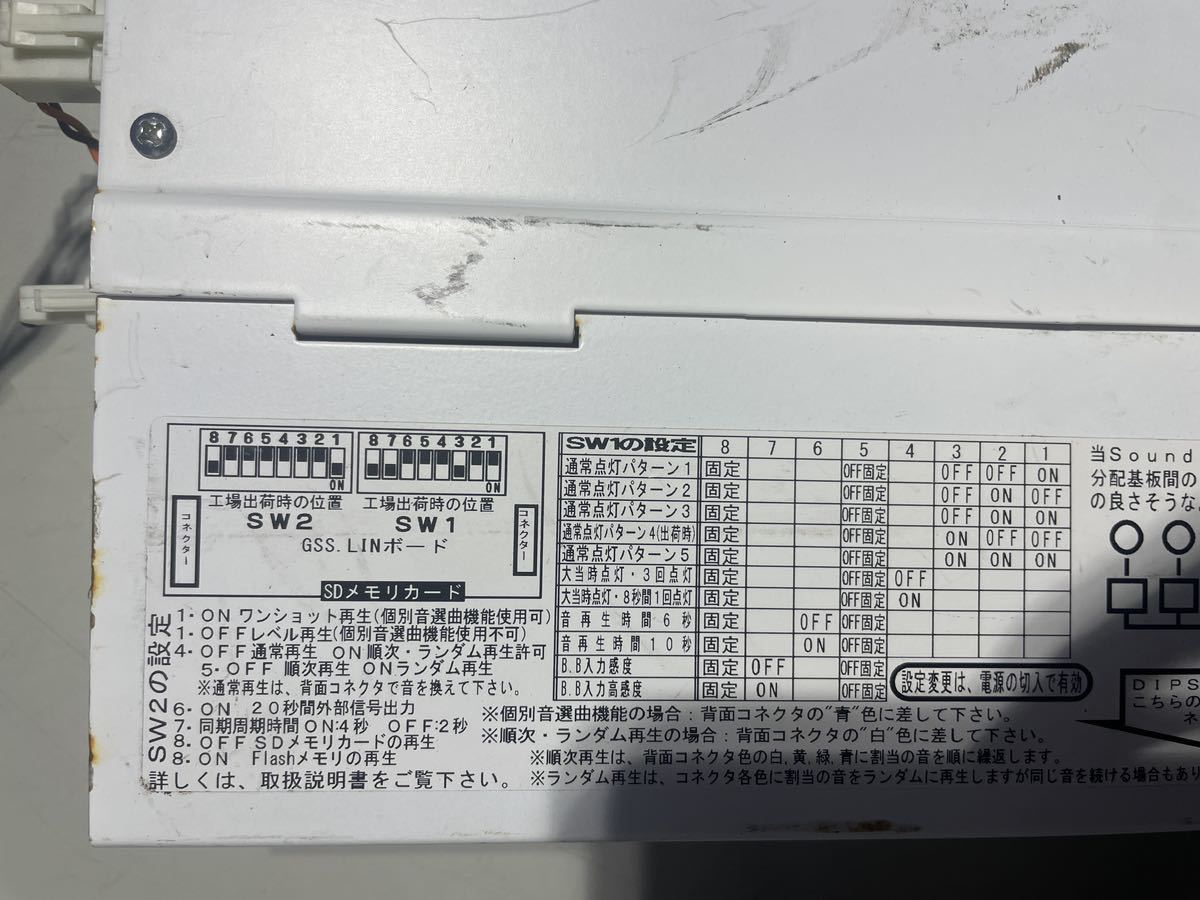 8 7 6 5 4 3 2 1
ON
工場出荷時の位置
SW2
8 7 6 5 4 3 2 1
ON
工場出荷時の位置
SW1
コネクター
コネクター
GSS.LINボード
SDメモリカード
SW2の設定
1-ON ワンショット再生(個別音選曲機能使用可)
1-OFFレベル再生(個別音選曲機能使用不可)
4-OFF通常再生 ON順次・ランダム再生許可
5-OFF 順次再生 ONランダム再生
※通常再生は、背面コネクタで音を換えて下さい。
6-ON 20秒間外部信号出力
7-同期周期時間ON:4秒 OFF:2秒
8-OFF SDメモリカードの再生
8-ON Flashメモリの再生
詳しくは、取扱説明書をご覧下さい。
SW1の設定 8 7 6 5 4 3 2 1
通常点灯パターン1 固定 OFF固定 OFF OFF ON
通常点灯パターン2 固定 OFF固定 OFF ON OFF
通常点灯パターン3 固定 OFF固定 OFF ON ON
通常点灯パターン4(出荷時) 固定 OFF固定 ON OFF OFF
通常点灯パターン5 固定 OFF固定 ON ON ON
大当時点灯・3回点灯 固定 OFF固定 OFF
大当時点灯・8秒間1回点灯 固定 OFF固定 ON
音再生時間6秒 固定 OFF OFF固定
音再生時間10秒 固定 ON OFF固定
B.B入力感度 固定 OFF OFF固定
B.B入力高感度 固定 ON OFF固定
設定変更は、電源の切入で有効
※個別音選曲機能の場合：背面コネクタの"青"色に差して下さい。
※順次・ランダム再生の場合：背面コネクタの"白"色に差して下さい。
※順次再生は、背面コネクタ色の白,黄,緑,青に割当の音を順に繰返します。
※ランダム再生は、コネクタ各色に割当の音をランダムに再生しますが同じ音を続ける場合もあり
当Sound
分配基板間の
の良さそうな
DIPS
こちらの
ネ